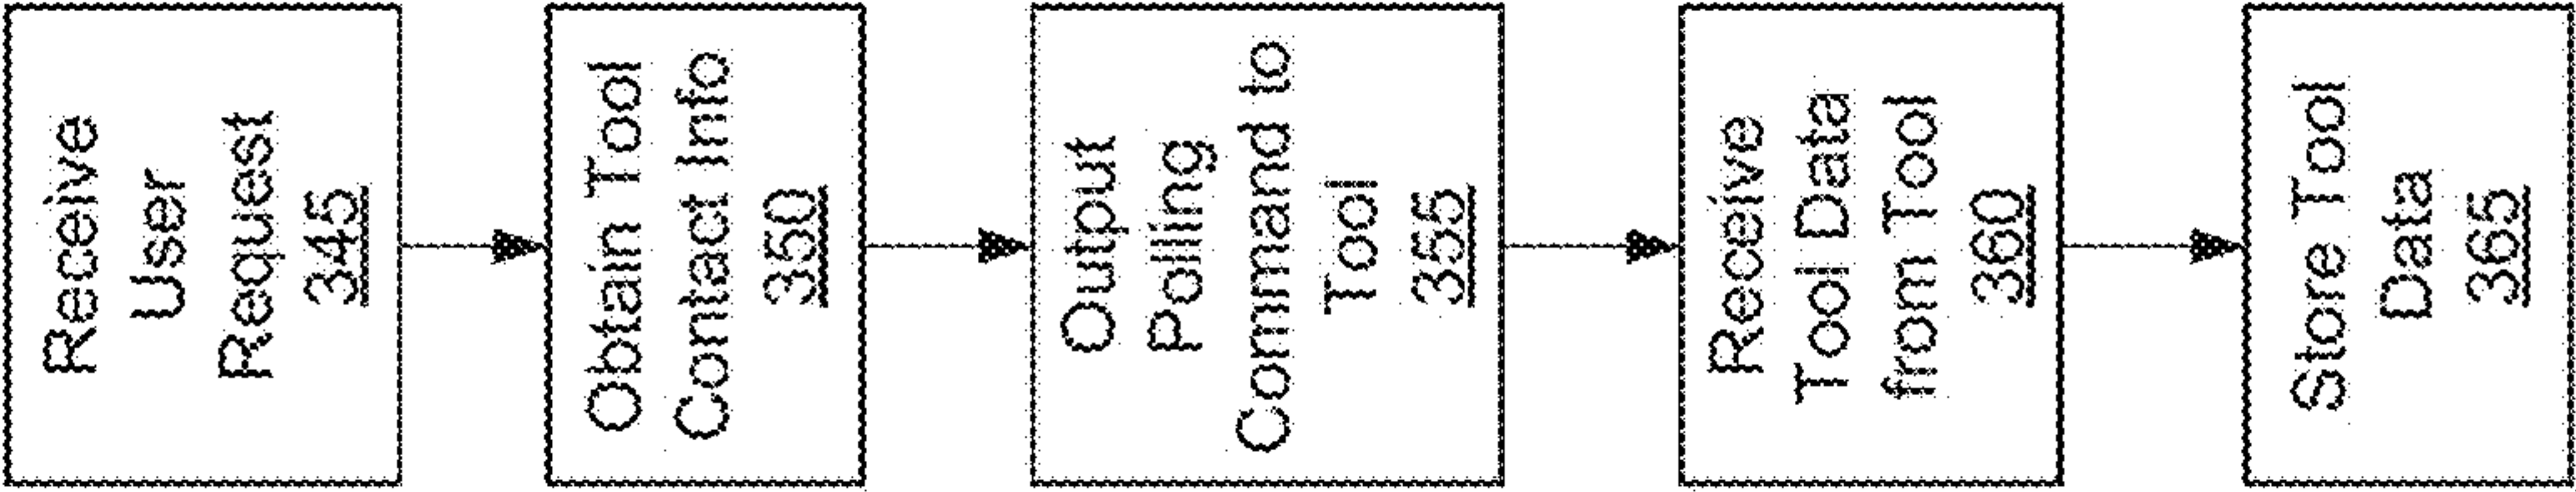 Receive
User
Request
345
Obtain Tool
Contact Info
350
Output
Polling
Command to
Tool
355
Receive
Tool Data
from Tool
360
Store Tool
Data
365